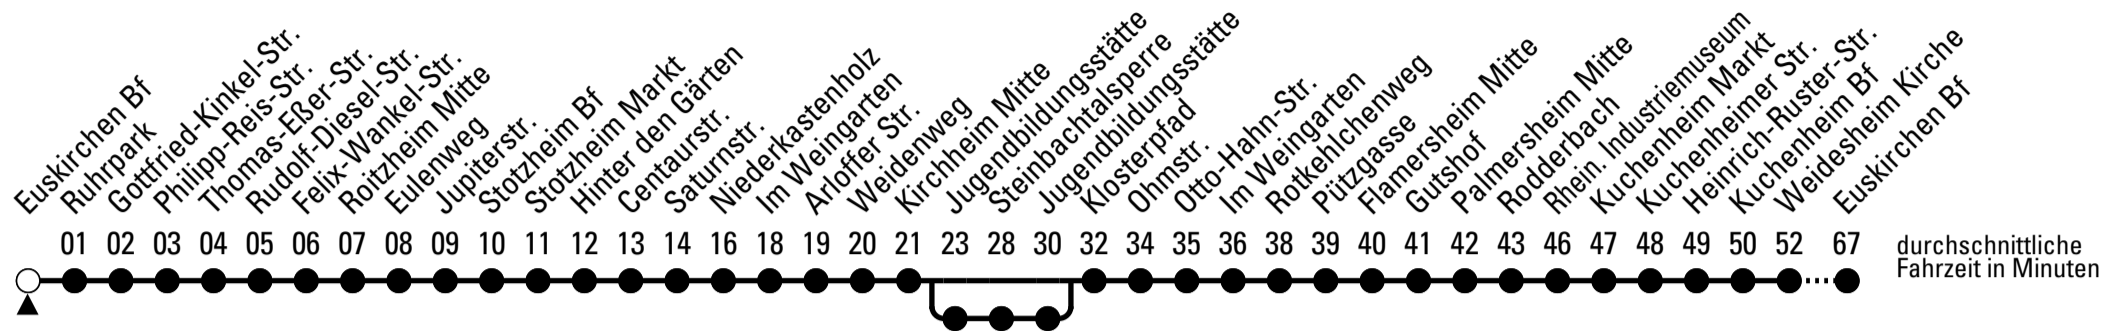 Euskirchen Bf
Ruhrpark
Gottfried-Kinkel-Str.
Philipp-Reis-Str.
Thomas-Eßer-Str.
Rudolf-Diesel-Str.
Felix-Wankel-Str.
Roitzheim Mitte
Eulenweg
Jupiterstr.
Stotzheim Bf
Stotzheim Markt
Hinter den Gärten
Centaurstr.
Saturnstr.
Niederkastenholz
Im Weingarten
Arloffer Str.
Weidenweg
Kirchheim Mitte
Jugendbildungsstätte
Steinbachtalsperre
Jugendbildungsstätte
Klosterpfad
Ohmstr.
Otto-Hahn-Str.
Im Weingarten
Rotkehlchenweg
Pützgasse
Flamersheim Mitte
Gutshof
Palmersheim Mitte
Rodderbach
Rhein. Industriemuseum
Kuchenheim Markt
Kuchenheimer Str.
Heinrich-Ruster-Str.
Kuchenheim Bf
Weidesheim Kirche
Euskirchen Bf
01 02 03 04 05 06 07 08 09 10 11 12 13 14 16 18 19 20 21 23 28 30 32 34 35 36 38 39 40 41 42 43 46 47 48 49 50 52 67
durchschnittliche
Fahrzeit in Minuten